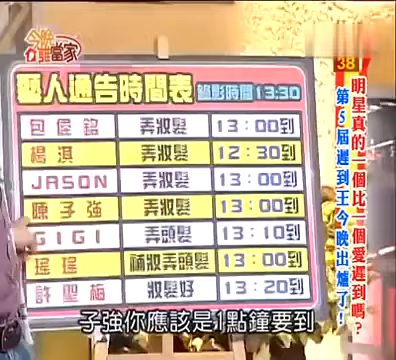 今晚誰當家
38
明星真的一個比一個愛遲到嗎?
第5屆遲到王今晚出爐了!
藝人通告時間表 錄影時間13:30
包偉銘 弄妝髮 13:00到
楊淇 弄妝髮 12:30到
JASON 弄妝髮 13:00到
陳子強 弄妝髮 13:00到
GIGI 弄頭髮 13:10到
瑤瑤 補妝弄頭髮 13:00到
許聖梅 妝髮好 13:20到
子強你應該是1點鐘要到